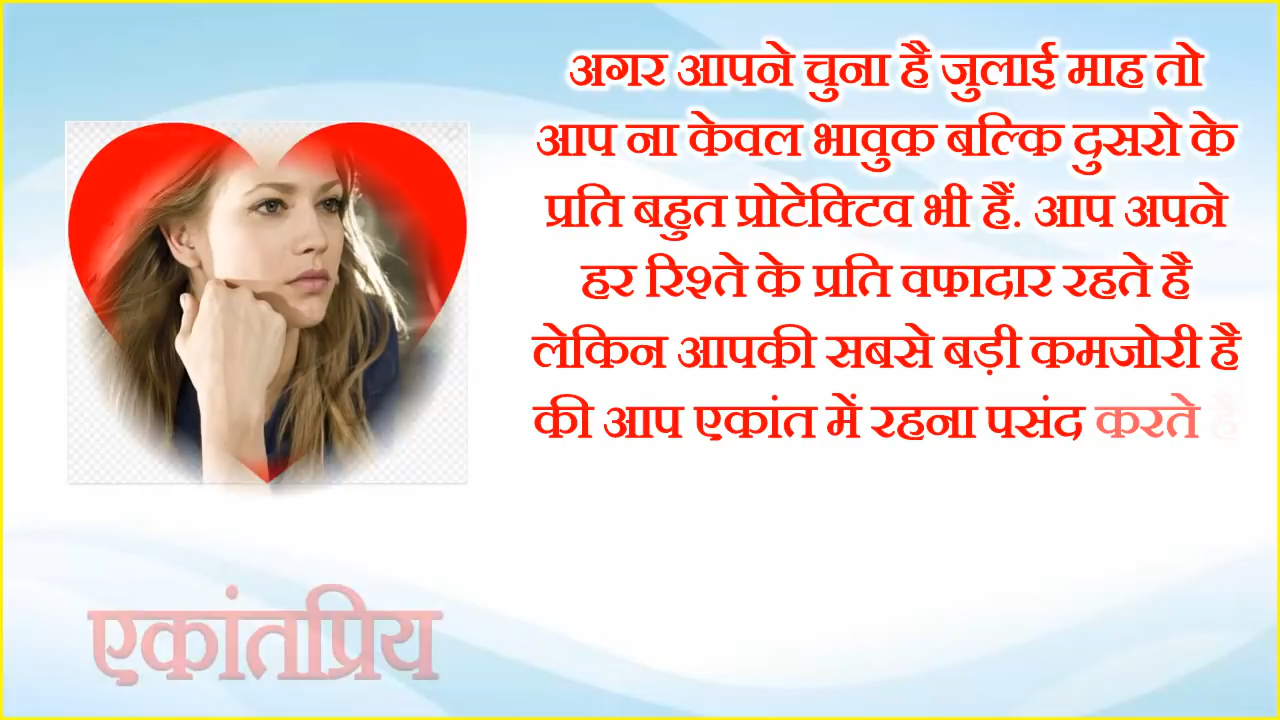 अगर आपने चुना है जुलाई माह तो
आप ना केवल भावुक बल्कि दुसरो के
प्रति बहुत प्रोटेक्टिव भी हैं. आप अपने
हर रिश्ते के प्रति वफादार रहते है
लेकिन आपकी सबसे बड़ी कमजोरी है
की आप एकांत में रहना पसंद करते है
एकांतप्रिय